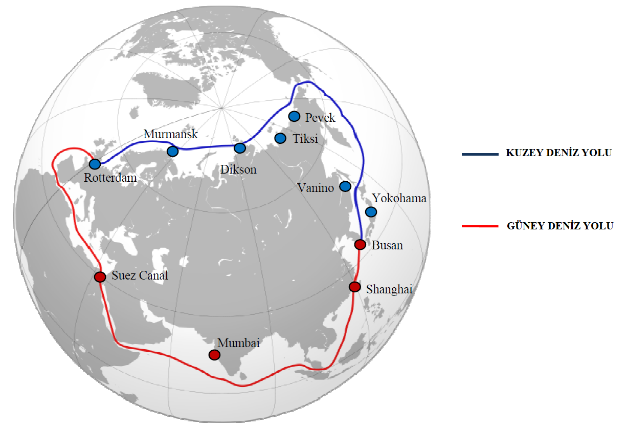 Pevek
Murmansk
Tiksi
KUZEY DENİZ YOLU
Dikson
Rotterdam
Vanino
Yokohama
GÜNEY DENİZ YOLU
Busan
Suez Canal
Shanghai
Mumbai